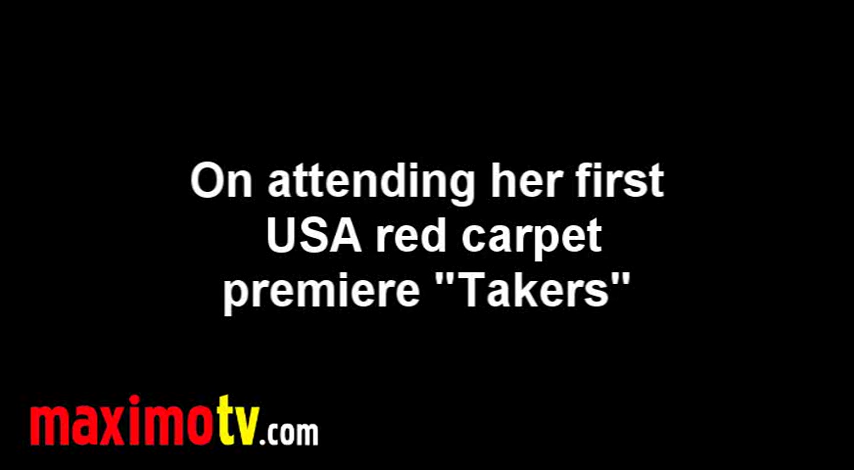 On attending her first
USA red carpet
premiere "Takers"
maximotv.com